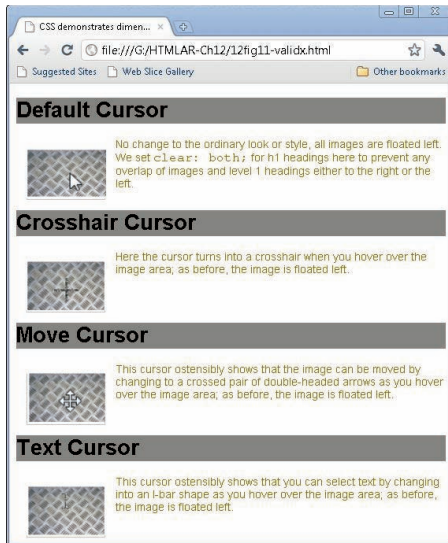 CSS demonstrates dimen...
file:///G:/HTMLAR-Ch12/12fig11-validx.html
Suggested Sites
Web Slice Gallery
Other bookmarks
Default Cursor
No change to the ordinary look or style, all images are floated left.
We set clear: both; for h1 headings here to prevent any
overlap of images and level 1 headings either to the right or the
left.
Crosshair Cursor
Here the cursor turns into a crosshair when you hover over the
image area; as before, the image is floated left.
Move Cursor
This cursor ostensibly shows that the image can be moved by
changing to a crossed pair of double-headed arrows as you hover
over the image area; as before, the image is floated left.
Text Cursor
This cursor ostensibly shows that you can select text by changing
into an I-bar shape as you hover over the image area; as before,
the image is floated left.